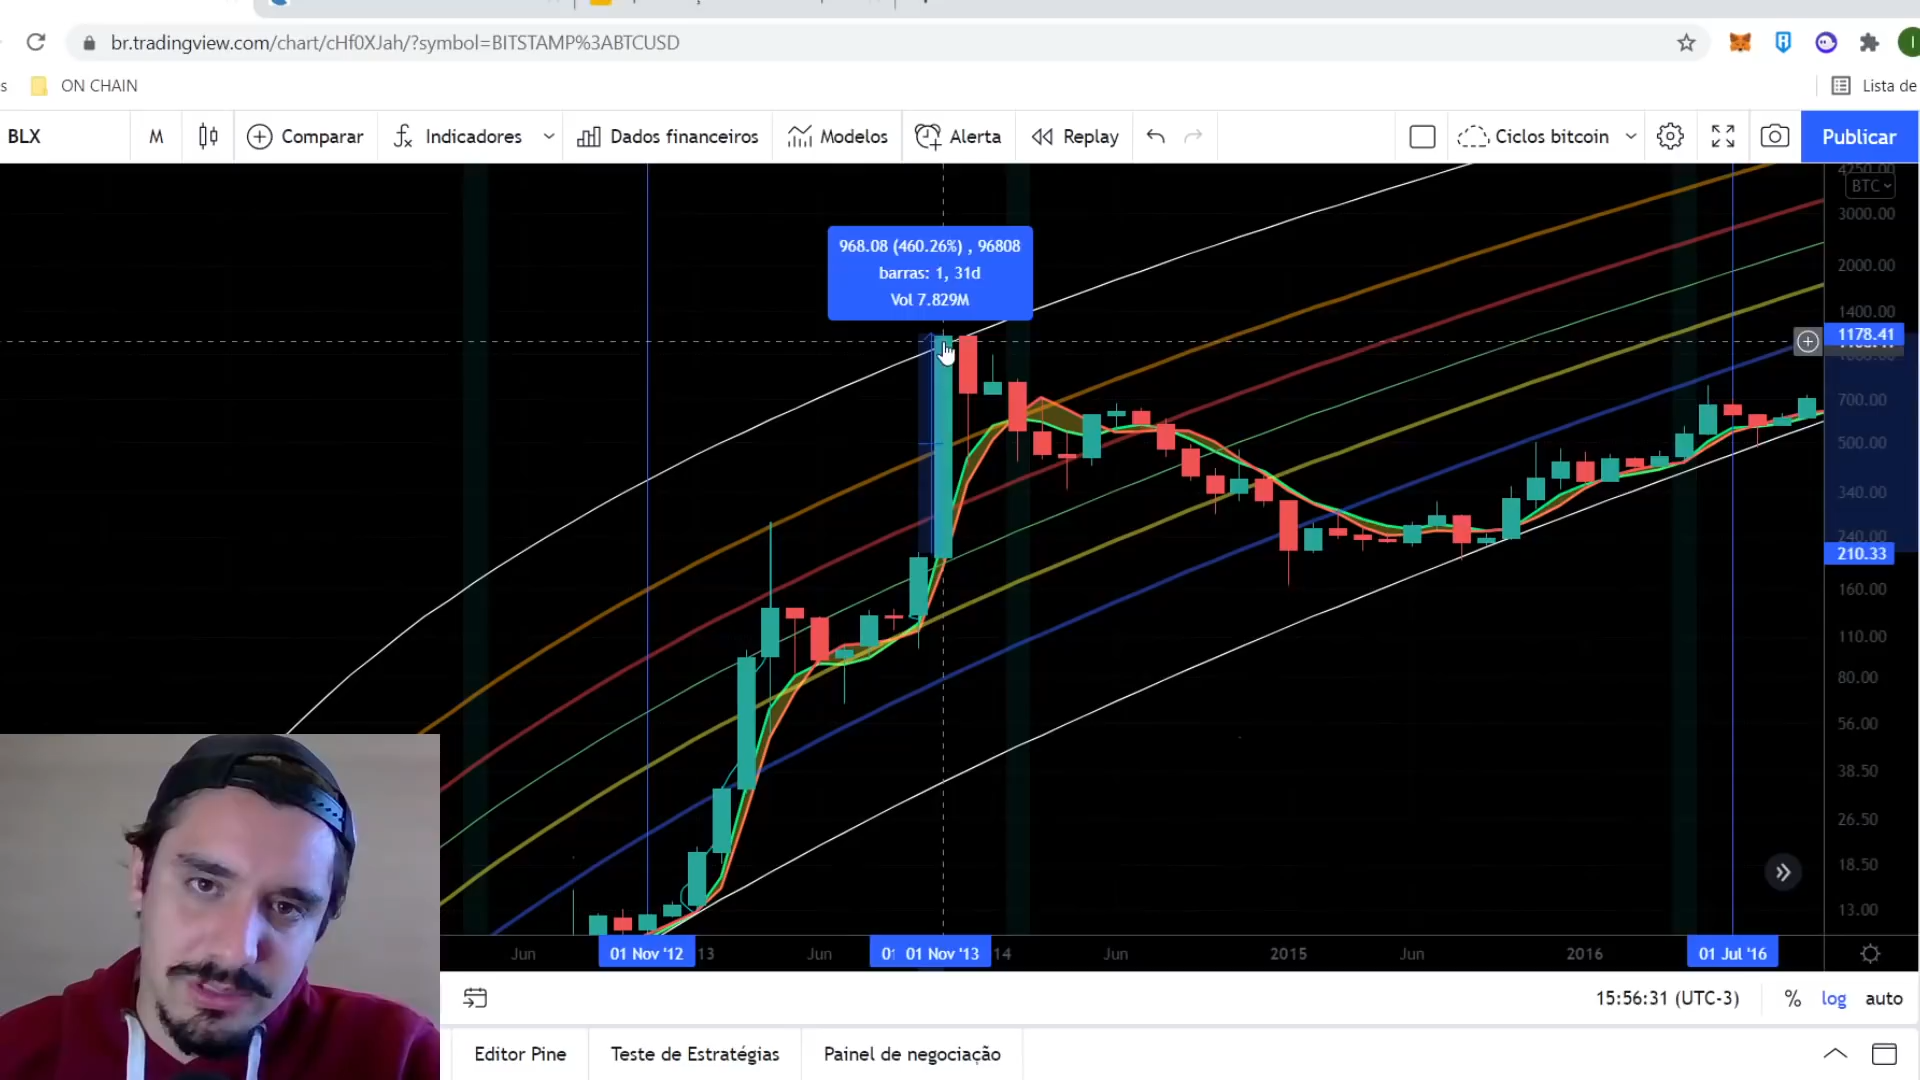 br.tradingview.com/chart/cHf0XJah/?symbol=BITSTAMP%3ABTCUSD
s ON CHAIN Lista de
BLX M Comparar Indicadores Dados financeiros Modelos Alerta Replay Ciclos bitcoin Publicar
BTC
3000.00
2000.00
1400.00
1178.41
700.00
500.00
340.00
240.00
210.33
160.00
110.00
80.00
56.00
38.50
26.50
18.50
13.00
968.08 (460.26%) , 96808
barras: 1, 31d
Vol 7.829M
Jun 01 Nov '12 13 Jun 01 Nov '13 14 Jun 2015 Jun 2016 01 Jul '16
15:56:31 (UTC-3) % log auto
Editor Pine Teste de Estratégias Painel de negociação